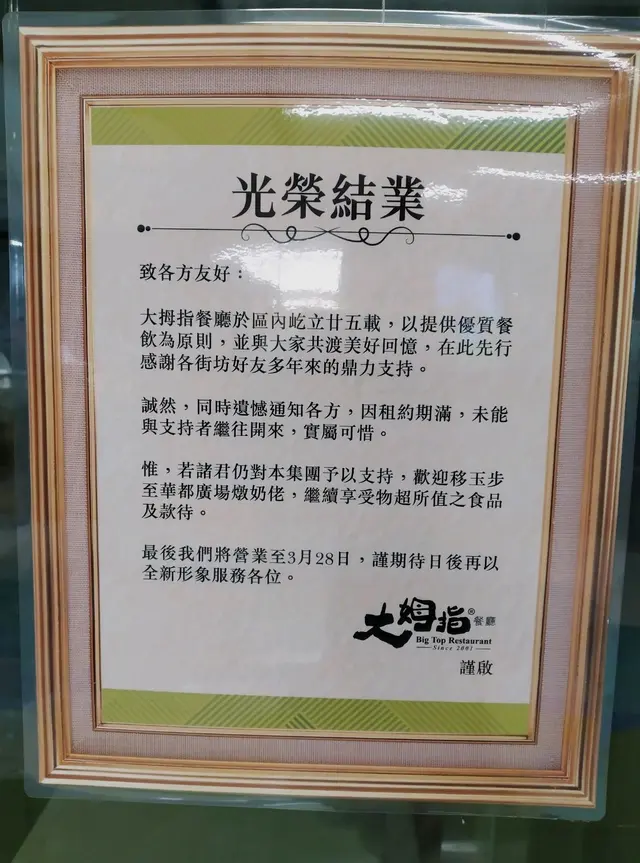 光榮結業
致各方友好：
大拇指餐廳於區內屹立廿五載，以提供優質餐
飲為原則，並與大家共渡美好回憶，在此先行
感謝各街坊好友多年來的鼎力支持。
誠然，同時遺憾通知各方，因租約期滿，未能
與支持者繼往開來，實屬可惜。
惟，若諸君仍對本集團予以支持，歡迎移玉步
至華都廣場燉奶佬，繼續享受物超所值之食品
及款待。
最後我們將營業至3月28日，謹期待日後再以
全新形象服務各位。
大姆指®餐廳
Big Top Restaurant
Since 2001
謹啟